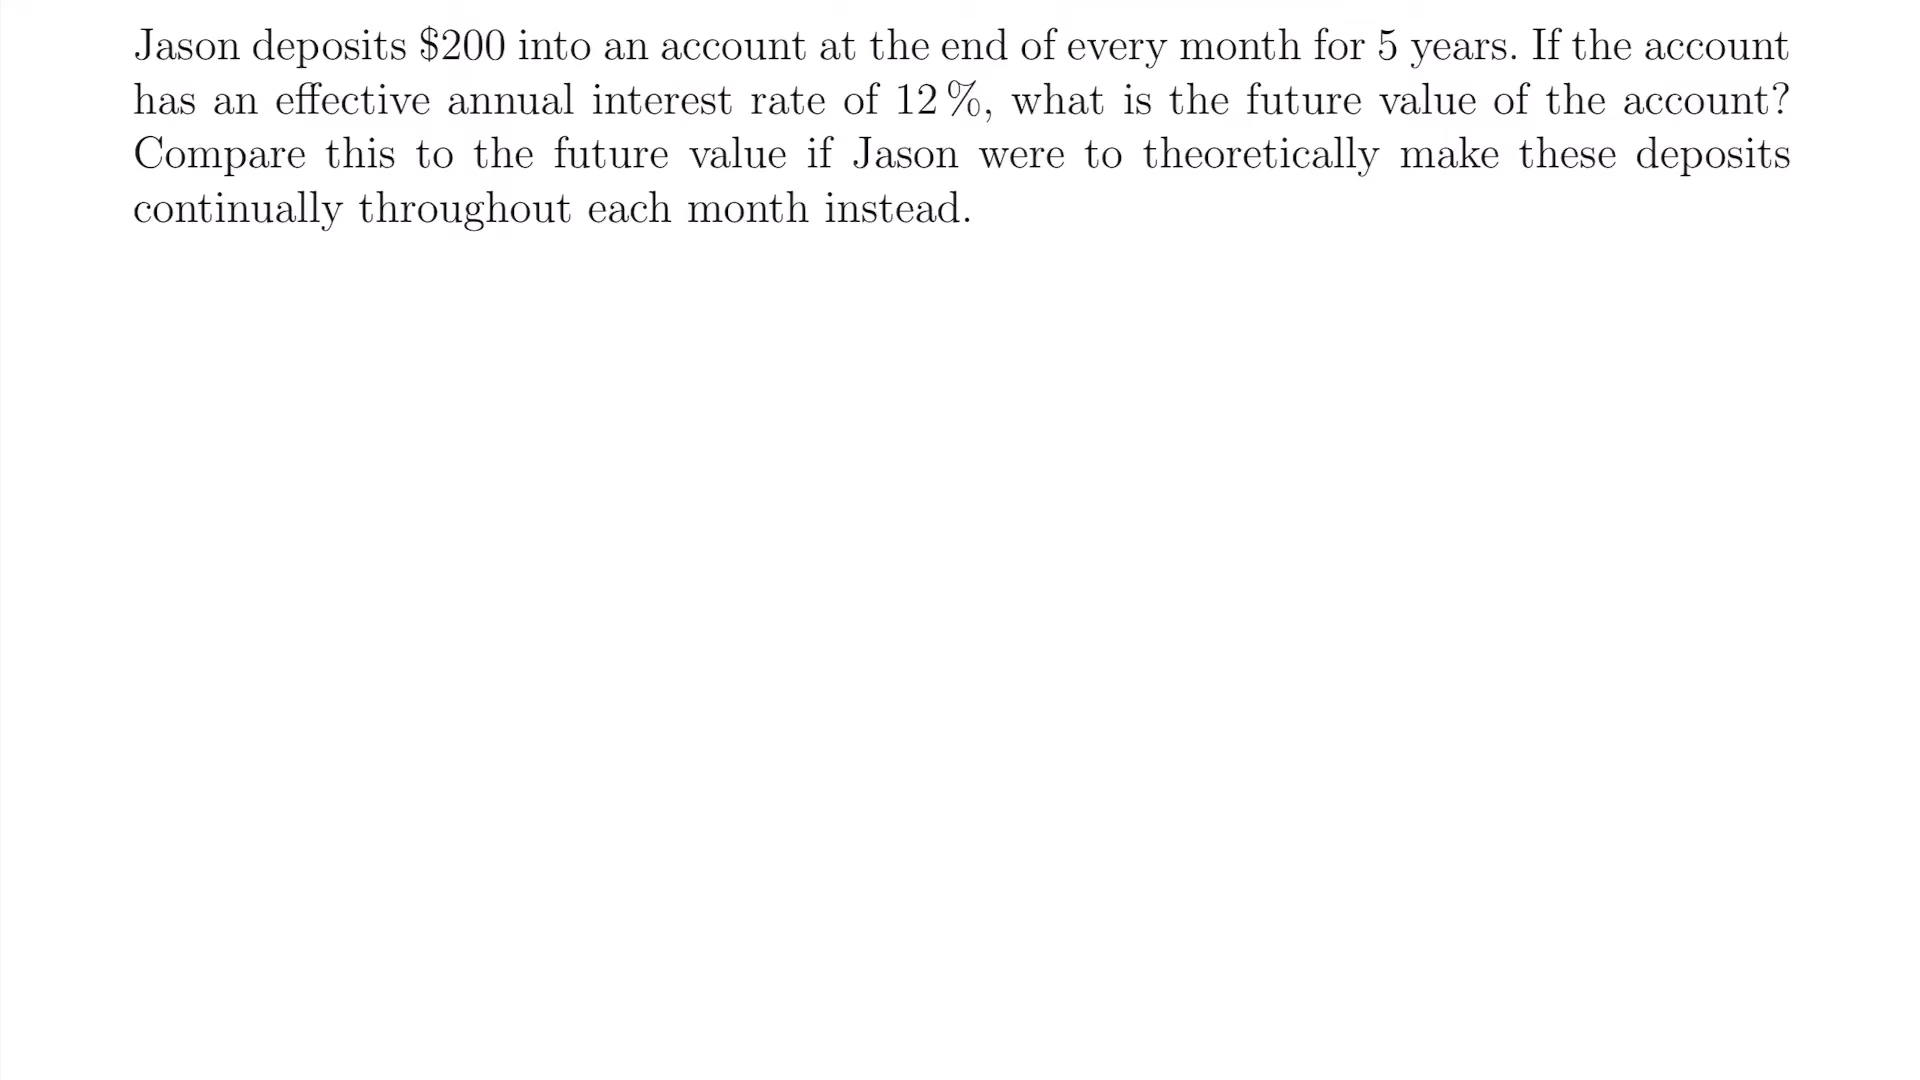 Jason deposits $200 into an account at the end of every month for 5 years. If the account
has an effective annual interest rate of 12 %, what is the future value of the account?
Compare this to the future value if Jason were to theoretically make these deposits
continually throughout each month instead.